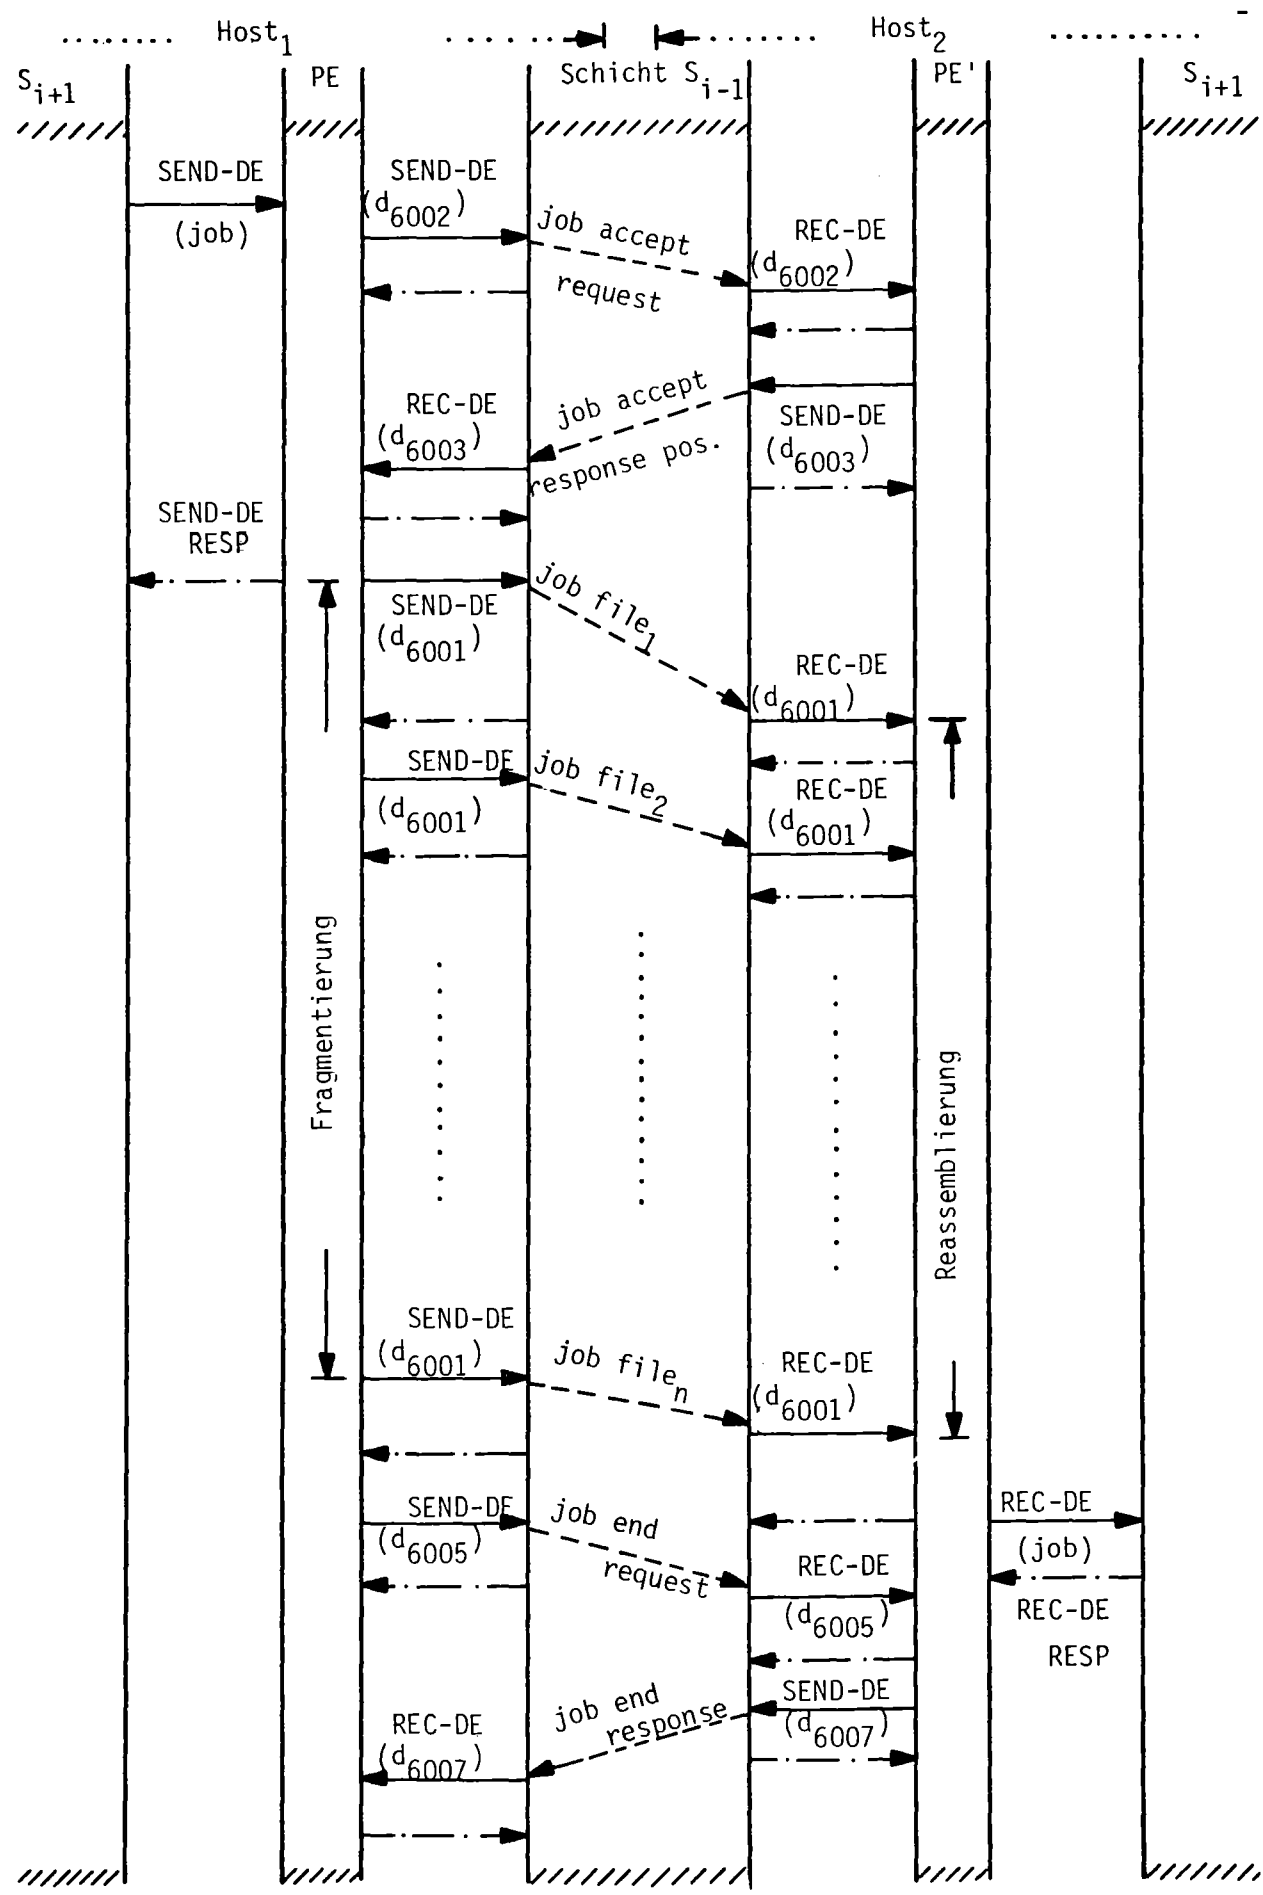 Host1 Host2
Si+1 PE Schicht Si-1 PE' Si+1
SEND-DE
(job)
SEND-DE
(d6002)
job accept
request
REC-DE
(d6002)
job accept
response pos.
SEND-DE
(d6003)
REC-DE
(d6003)
SEND-DE
RESP
SEND-DE
(d6001)
job file1
REC-DE
(d6001)
SEND-DE
(d6001)
job file2
REC-DE
(d6001)
Fragmentierung
Reassemblierung
SEND-DE
(d6001)
job filen
REC-DE
(d6001)
SEND-DE
(d6005)
job end
request
REC-DE
(job)
REC-DE
RESP
REC-DE
(d6005)
SEND-DE
(d6007)
job end
response
REC-DE
(d6007)